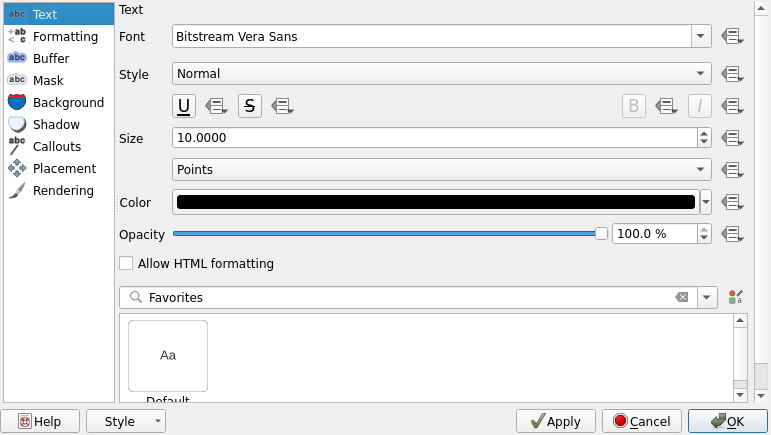 abc Text
+ab < c Formatting
abc Buffer
abc Mask
Background
Shadow
abc Callouts
Placement
Rendering
Text
Font Bitstream Vera Sans
Style Normal
U S B I
Size 10.0000
Points
Color
Opacity 100.0 %
Allow HTML formatting
Favorites a
Aa
Default
Help Style Apply Cancel OK